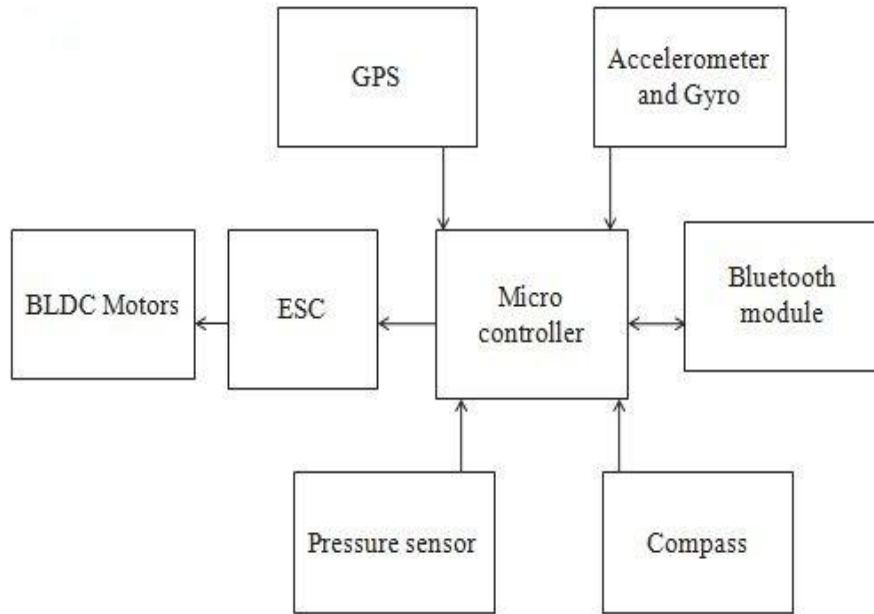 GPS
Accelerometer
and Gyro
BLDC Motors
ESC
Micro
controller
Bluetooth
module
Pressure sensor
Compass